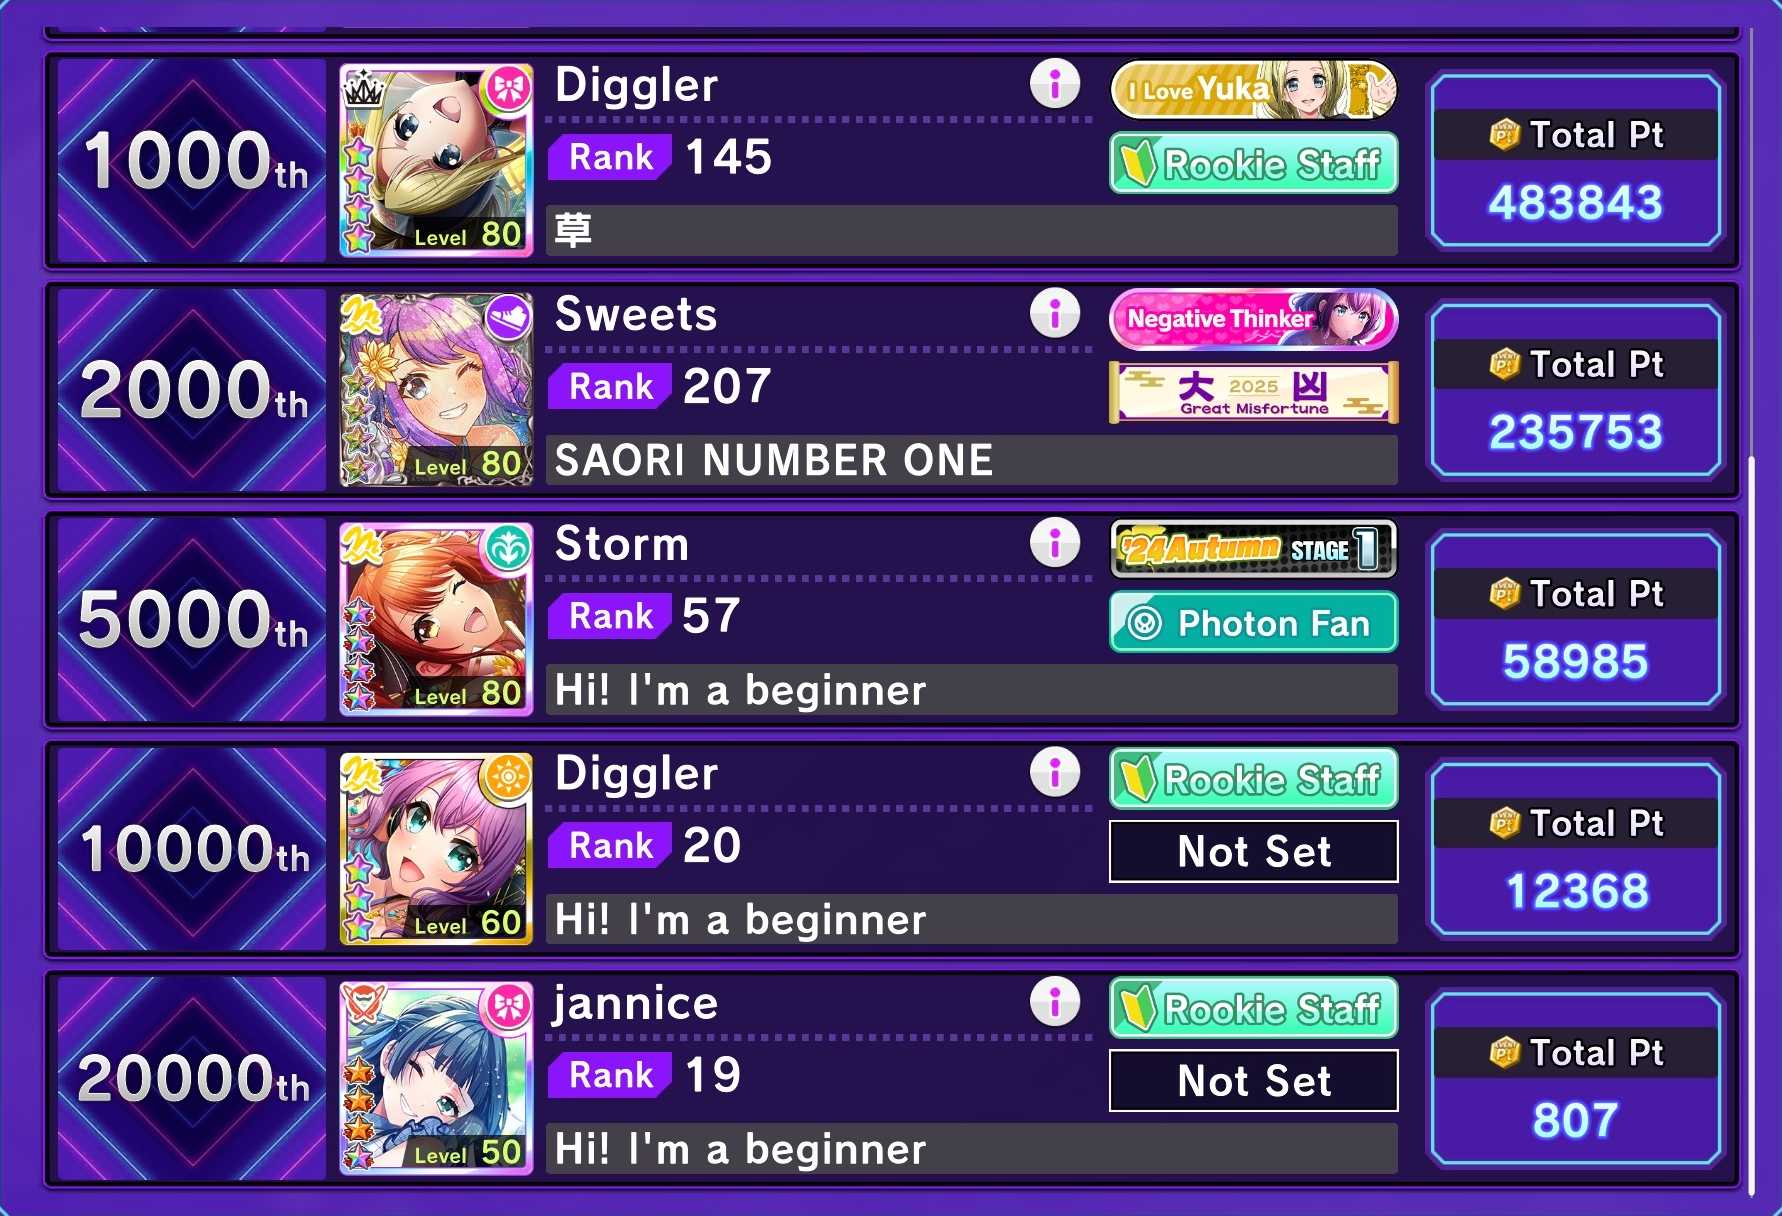 1000th
Diggler
I Love Yuka
Rank 145
Rookie Staff
草
Level 80
Total Pt
483843
2000th
Sweets
Negative Thinker
Rank 207
大 2025 凶
Great Misfortune
SAORI NUMBER ONE
Level 80
Total Pt
235753
5000th
Storm
'24 Autumn STAGE 1
Rank 57
Photon Fan
Hi! I'm a beginner
Level 80
Total Pt
58985
10000th
Diggler
Rookie Staff
Rank 20
Not Set
Hi! I'm a beginner
Level 60
Total Pt
12368
20000th
jannice
Rookie Staff
Rank 19
Not Set
Hi! I'm a beginner
Level 50
Total Pt
807